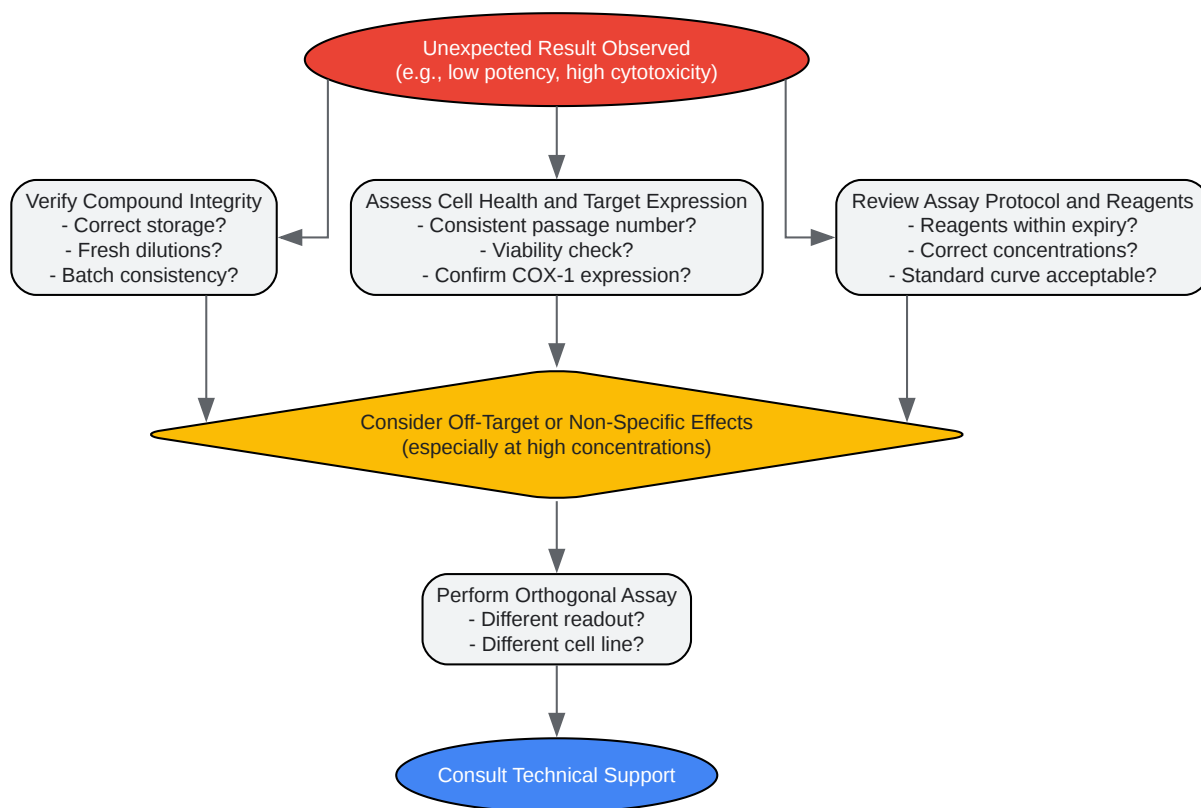 Unexpected Result Observed
(e.g., low potency, high cytotoxicity)
Verify Compound Integrity
- Correct storage?
- Fresh dilutions?
- Batch consistency?
Assess Cell Health and Target Expression
- Consistent passage number?
- Viability check?
- Confirm COX-1 expression?
Review Assay Protocol and Reagents
- Reagents within expiry?
- Correct concentrations?
- Standard curve acceptable?
Consider Off-Target or Non-Specific Effects
(especially at high concentrations)
Perform Orthogonal Assay
- Different readout?
- Different cell line?
Consult Technical Support